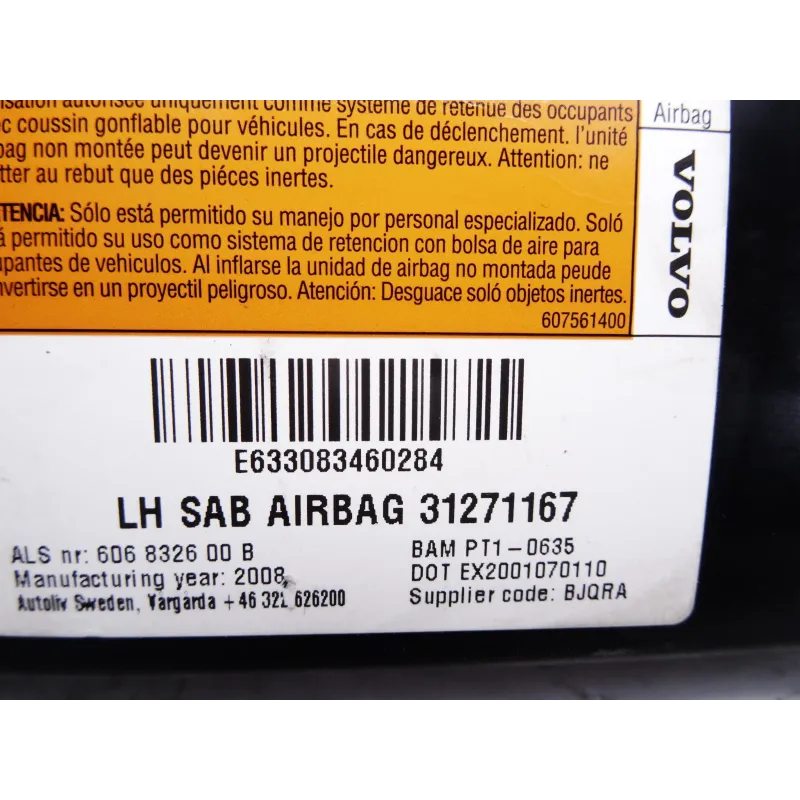 autorisée uniquement comme système de retenue des occupants
coussin gonflable pour véhicules. En cas de déclenchement. l'unité
non montée peut devenir un projectile dangereux. Attention: ne
au rebut que des piéces inertes.
TENCIA: Sólo está permitido su manejo por personal especializado. Soló
á permitido su uso como sistema de retencion con bolsa de aire para
upantes de vehiculos. Al inflarse la unidad de airbag no montada peude
nvertirse en un proyectil peligroso. Atención: Desguace soló objetos inertes.
607561400
Airbag
VOLVO
E633083460284
LH SAB AIRBAG 31271167
ALS nr: 606 8326 00 B
Manufacturing year: 2008,
Autoliv Sweden, Vargarda +46 322 626200
BAM PT1-0635
DOT EX2001070110
Supplier code: BJQRA